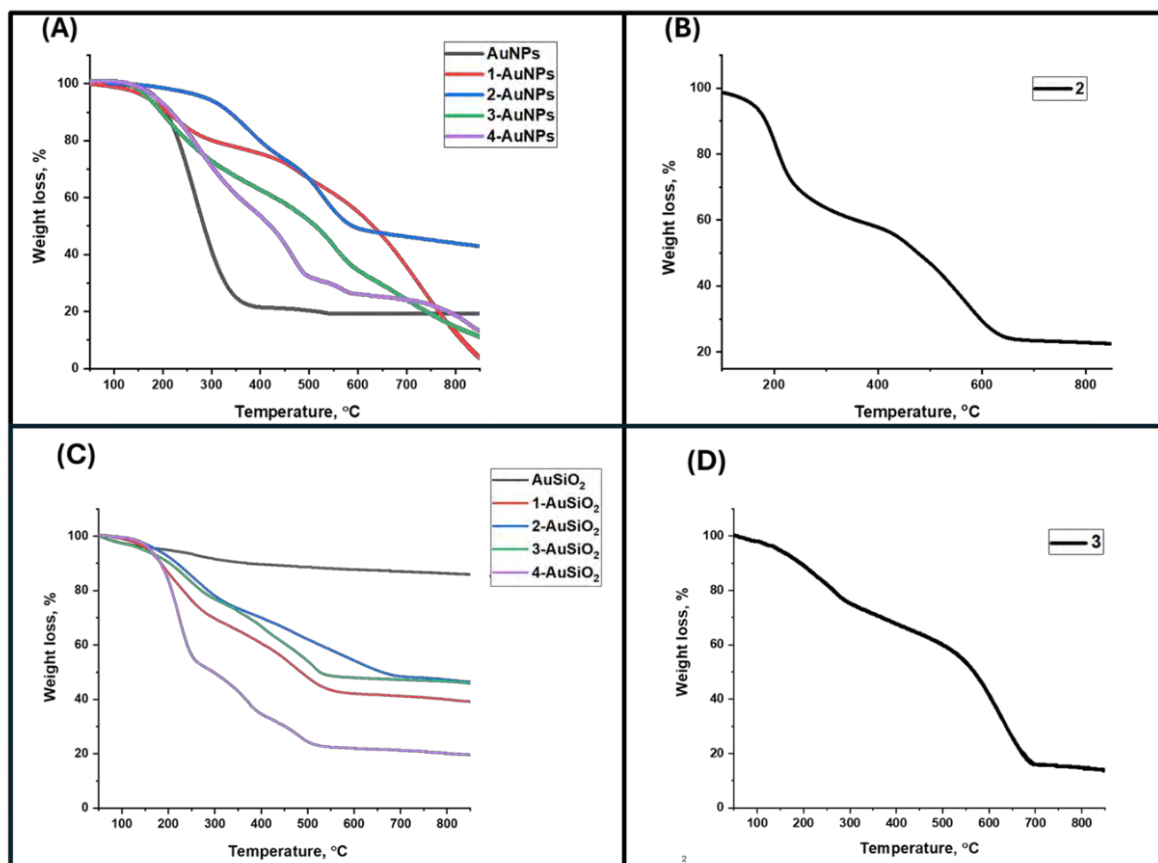 (A)
AuNPs
1-AuNPs
2-AuNPs
3-AuNPs
4-AuNPs
Weight loss, %
100
80
60
40
20
0
100 200 300 400 500 600 700 800
Temperature, °C
(B)
2
Weight loss, %
100
80
60
40
20
200 400 600 800
Temperature, °C
(C)
AuSiO₂
1-AuSiO₂
2-AuSiO₂
3-AuSiO₂
4-AuSiO₂
Weight loss, %
100
80
60
40
20
0
100 200 300 400 500 600 700 800
Temperature, °C
(D)
3
Weight loss, %
100
80
60
40
20
0
100 200 300 400 500 600 700 800
Temperature, °C
2